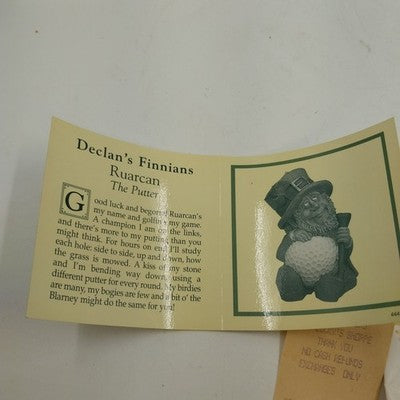 Declan's Finnians
Ruarcan
The Putter
Good luck and begorra! Ruarcan's
my name and golfin's my game.
A champion I am on the links,
and there's more to my putting than you
might think. For hours on end I'll study
each hole: side to side, up and down, how
the grass is mowed. A kiss of my stone
and I'm bending way down, using a
different putter for every round. My birdies
are many, my bogies are few and a bit o' the
Blarney might do the same for you!
SHOPPE
THANK YOU
NO CASH REFUNDS
EXCHANGES ONLY